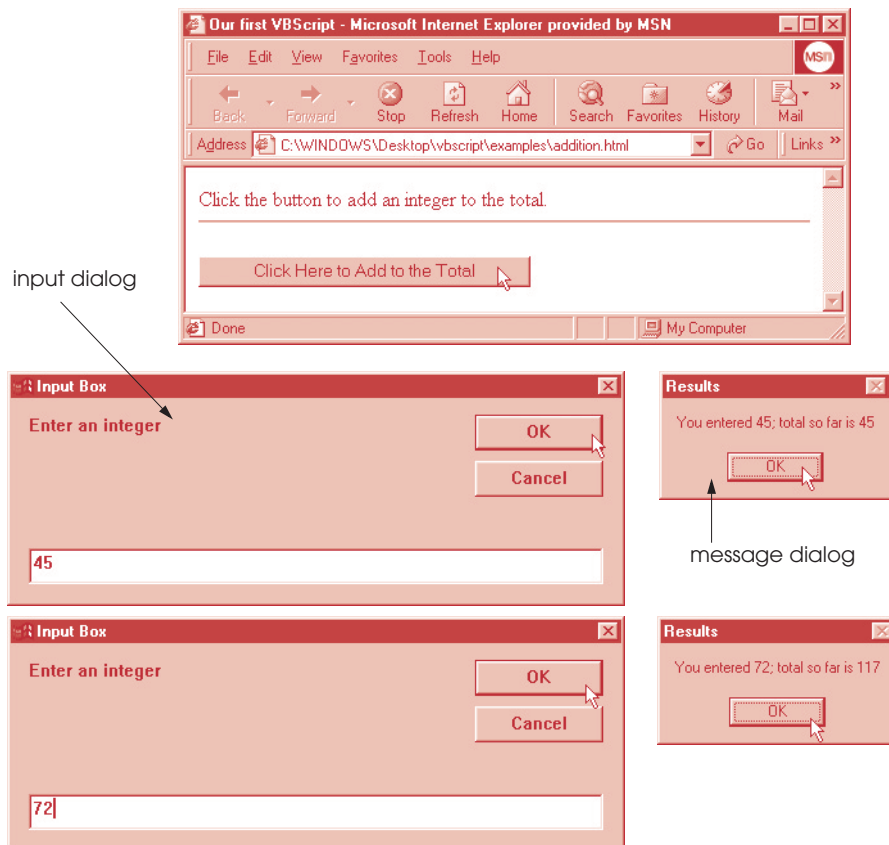 Our first VBScript - Microsoft Internet Explorer provided by MSN
File Edit View Favorites Tools Help
msn
Back Forward Stop Refresh Home Search Favorites History Mail »
Address C:\WINDOWS\Desktop\vbscript\examples\addition.html Go Links »
Click the button to add an integer to the total.
Click Here to Add to the Total
Done My Computer
input dialog
Input Box
Enter an integer
OK
Cancel
45
Results
You entered 45; total so far is 45
OK
message dialog
Input Box
Enter an integer
OK
Cancel
72
Results
You entered 72; total so far is 117
OK